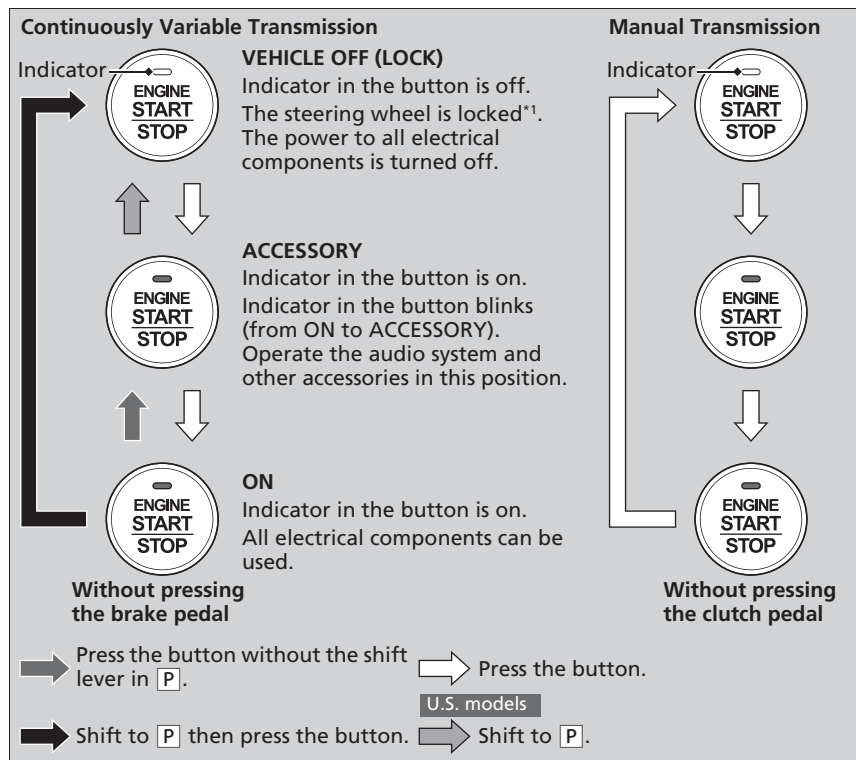 Continuously Variable Transmission
Manual Transmission
Indicator
ENGINE
START
STOP
VEHICLE OFF (LOCK)
Indicator in the button is off.
The steering wheel is locked*1.
The power to all electrical
components is turned off.
Indicator
ENGINE
START
STOP
ENGINE
START
STOP
ACCESSORY
Indicator in the button is on.
Indicator in the button blinks
(from ON to ACCESSORY).
Operate the audio system and
other accessories in this position.
ENGINE
START
STOP
ENGINE
START
STOP
ON
Indicator in the button is on.
All electrical components can be
used.
ENGINE
START
STOP
Without pressing
the brake pedal
Without pressing
the clutch pedal
Press the button without the shift
lever in P.
Press the button.
U.S. models
Shift to P then press the button.
Shift to P.